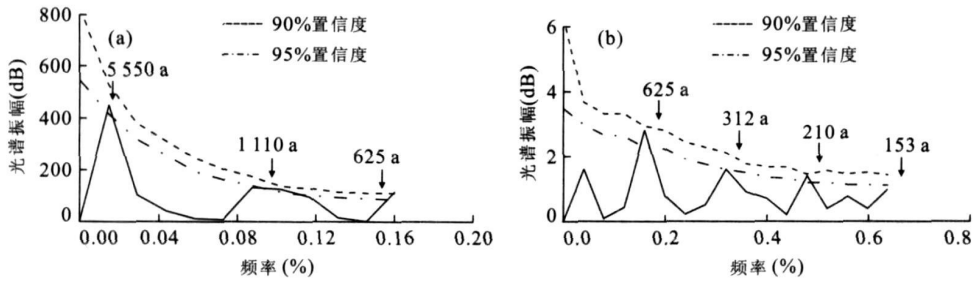 800
600
400
200
0
光谱振幅(dB)
(a)
90%置信度
95%置信度
5 550 a
1 110 a
625 a
0.00 0.04 0.08 0.12 0.16 0.20
频率(%)
6
4
2
0
光谱振幅(dB)
(b)
90%置信度
95%置信度
625 a
312 a
210 a
153 a
0.0 0.2 0.4 0.6 0.8
频率(%)